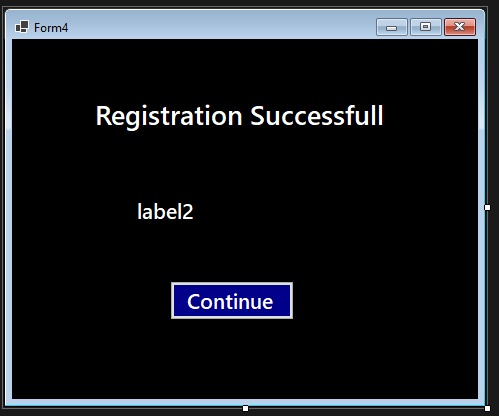 Form4
Registration Successfull
label2
Continue